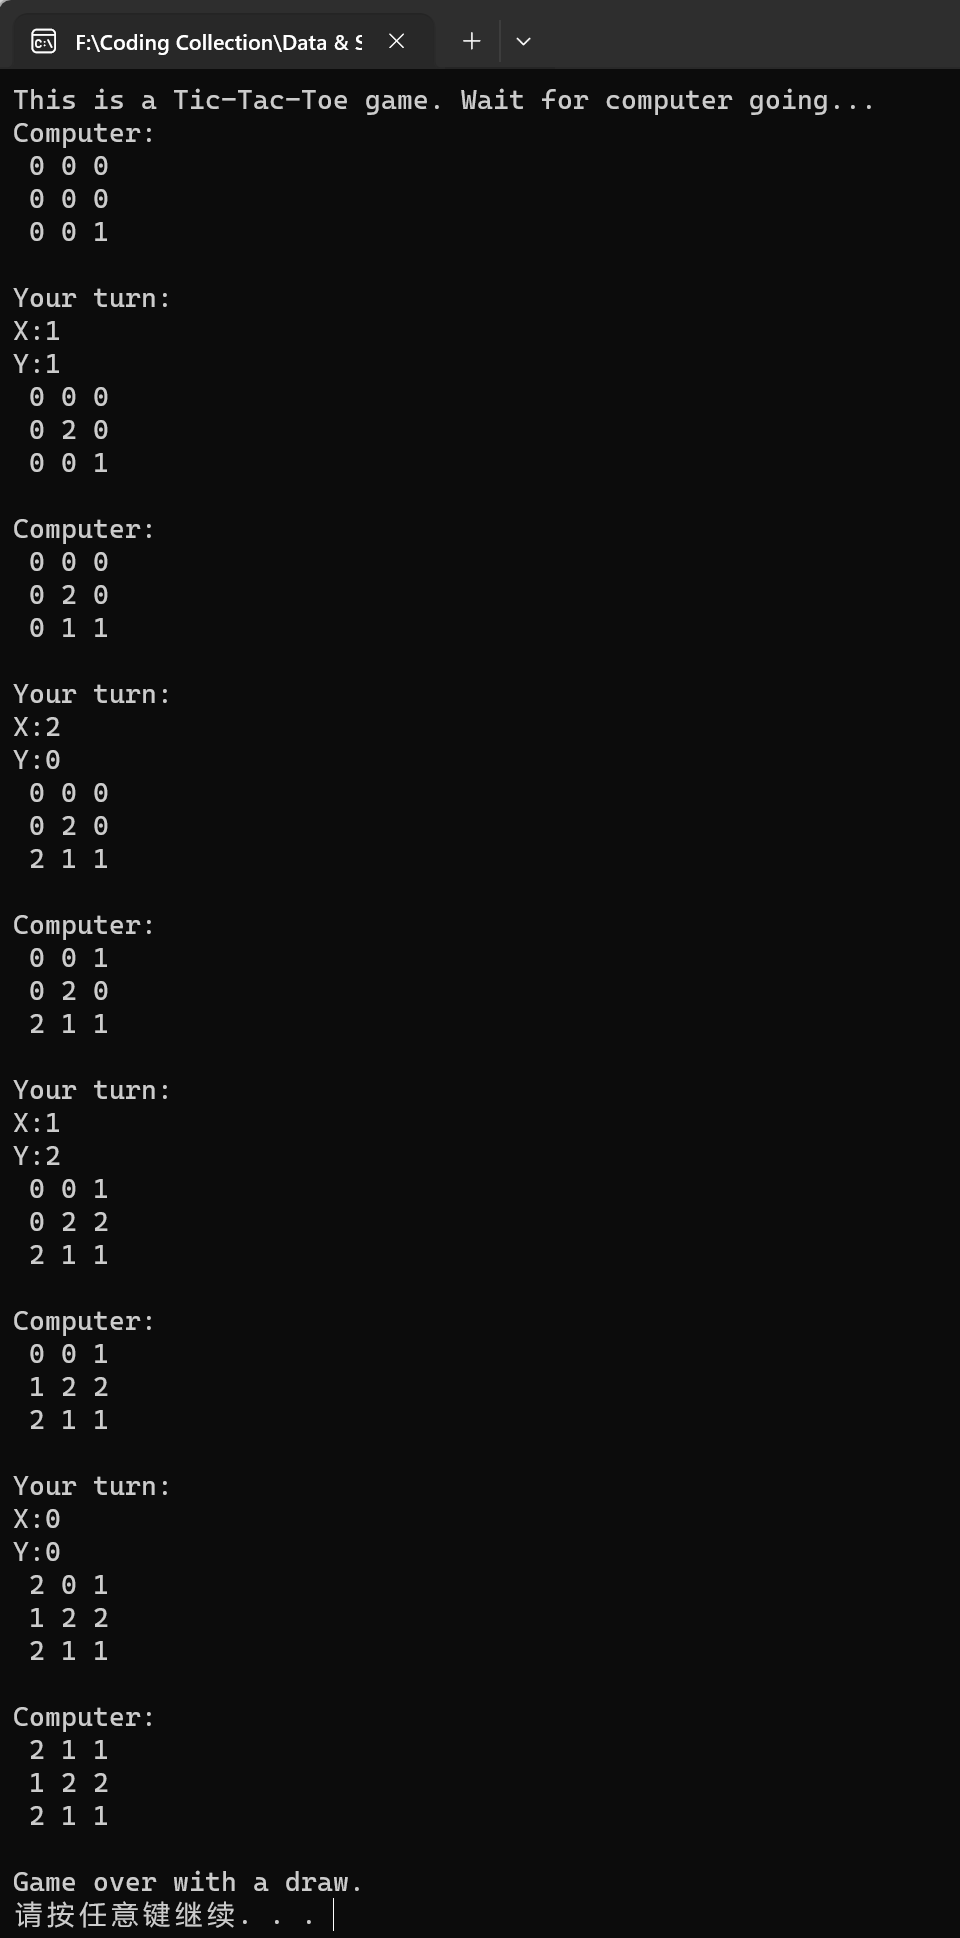 F:\Coding Collection\Data & S
This is a Tic-Tac-Toe game. Wait for computer going...
Computer:
0 0 0
0 0 0
0 0 1
Your turn:
X:1
Y:1
0 0 0
0 2 0
0 0 1
Computer:
0 0 0
0 2 0
0 1 1
Your turn:
X:2
Y:0
0 0 0
0 2 0
2 1 1
Computer:
0 0 1
0 2 0
2 1 1
Your turn:
X:1
Y:2
0 0 1
0 2 2
2 1 1
Computer:
0 0 1
1 2 2
2 1 1
Your turn:
X:0
Y:0
2 0 1
1 2 2
2 1 1
Computer:
2 1 1
1 2 2
2 1 1
Game over with a draw.
请按任意键继续. . .